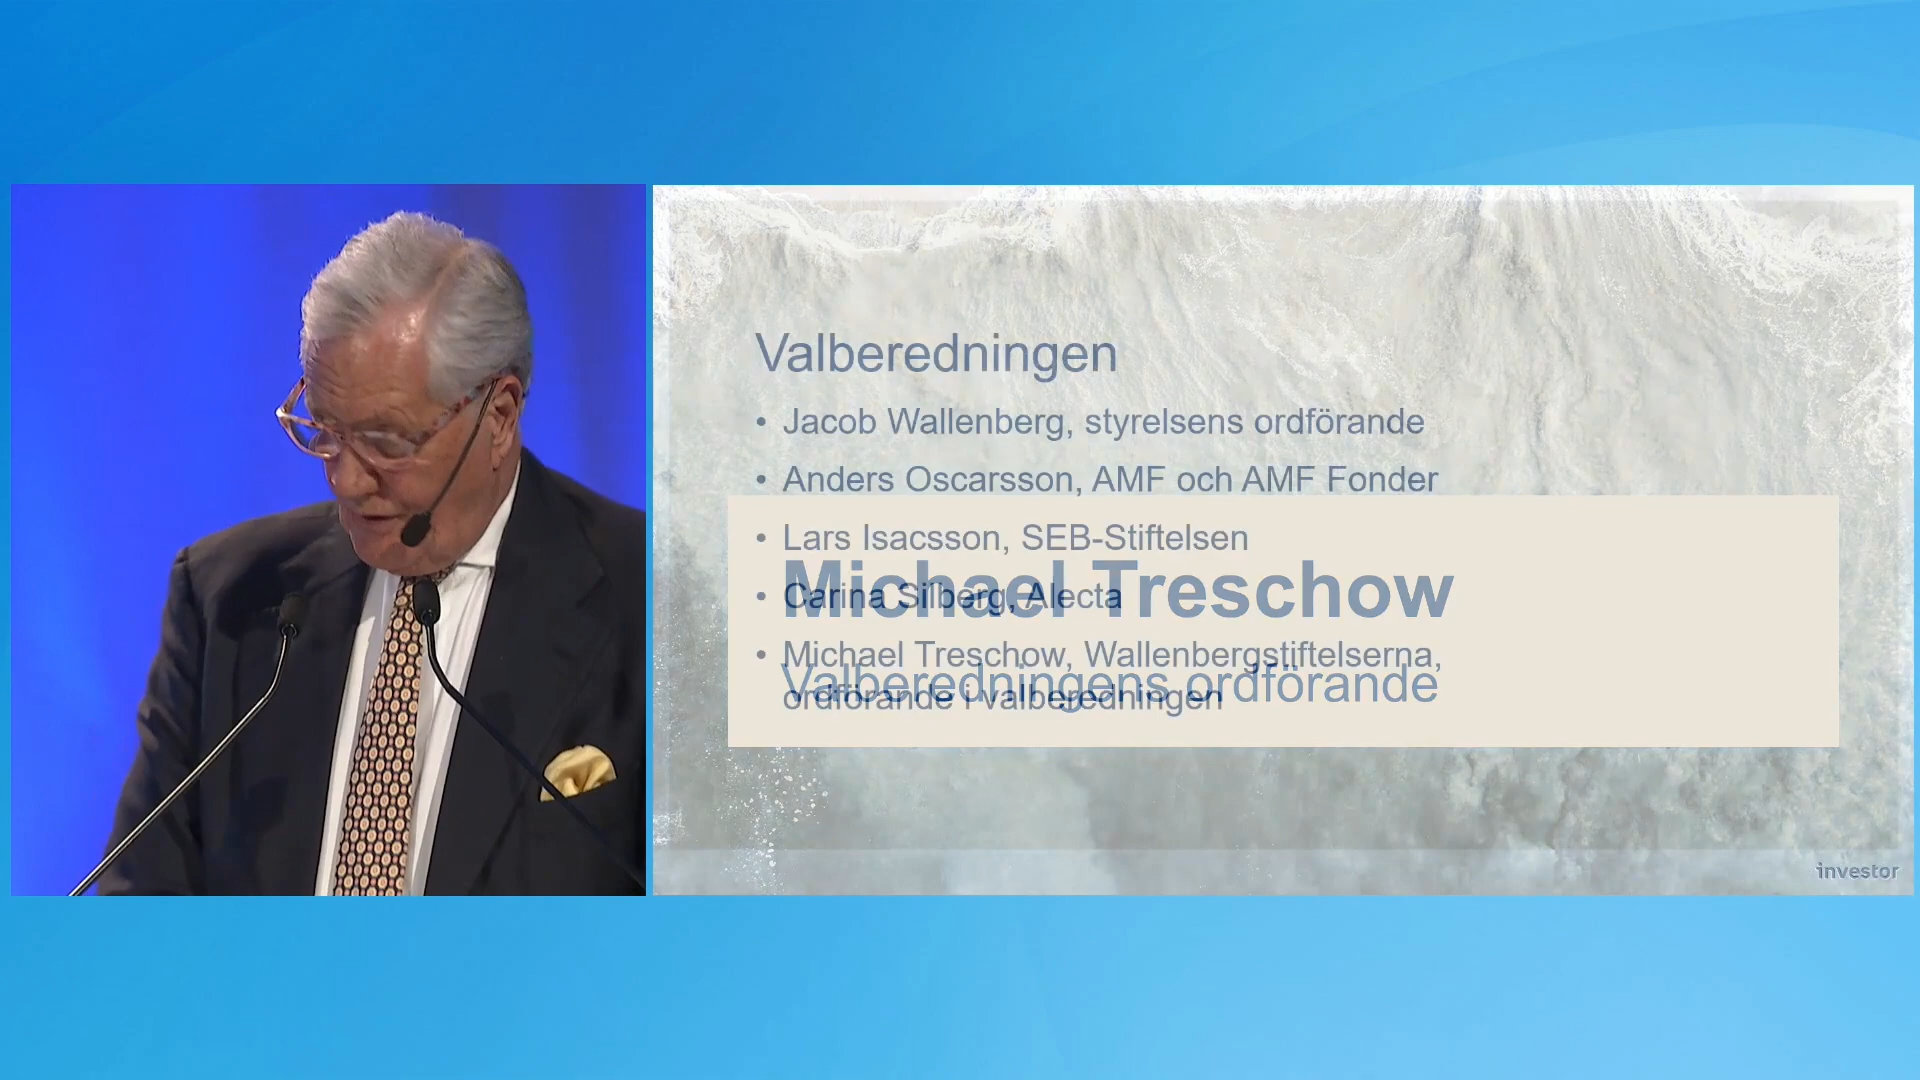 Valberedningen
• Jacob Wallenberg, styrelsens ordförande
• Anders Oscarsson, AMF och AMF Fonder
• Lars Isacsson, SEB-Stiftelsen
• Carina Silberg, Alecta
• Michael Treschow, Wallenbergstiftelserna,
ordförande i valberedningen
Michael Treschow
Valberedningens ordförande
investor